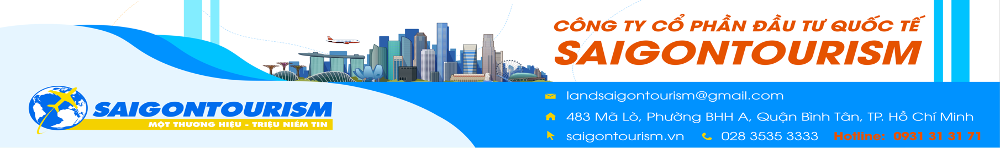 CÔNG TY CỔ PHẦN ĐẦU TƯ QUỐC TẾ
SAIGONTOURISM
SAIGONTOURISM
MỘT THƯƠNG HIỆU - TRIỆU NIỀM TIN
landsaigontourism@gmail.com
483 Mã Lò, Phường BHH A, Quận Bình Tân, TP. Hồ Chí Minh
saigontourism.vn 028 3535 3333 Hotline: 0931 31 31 71